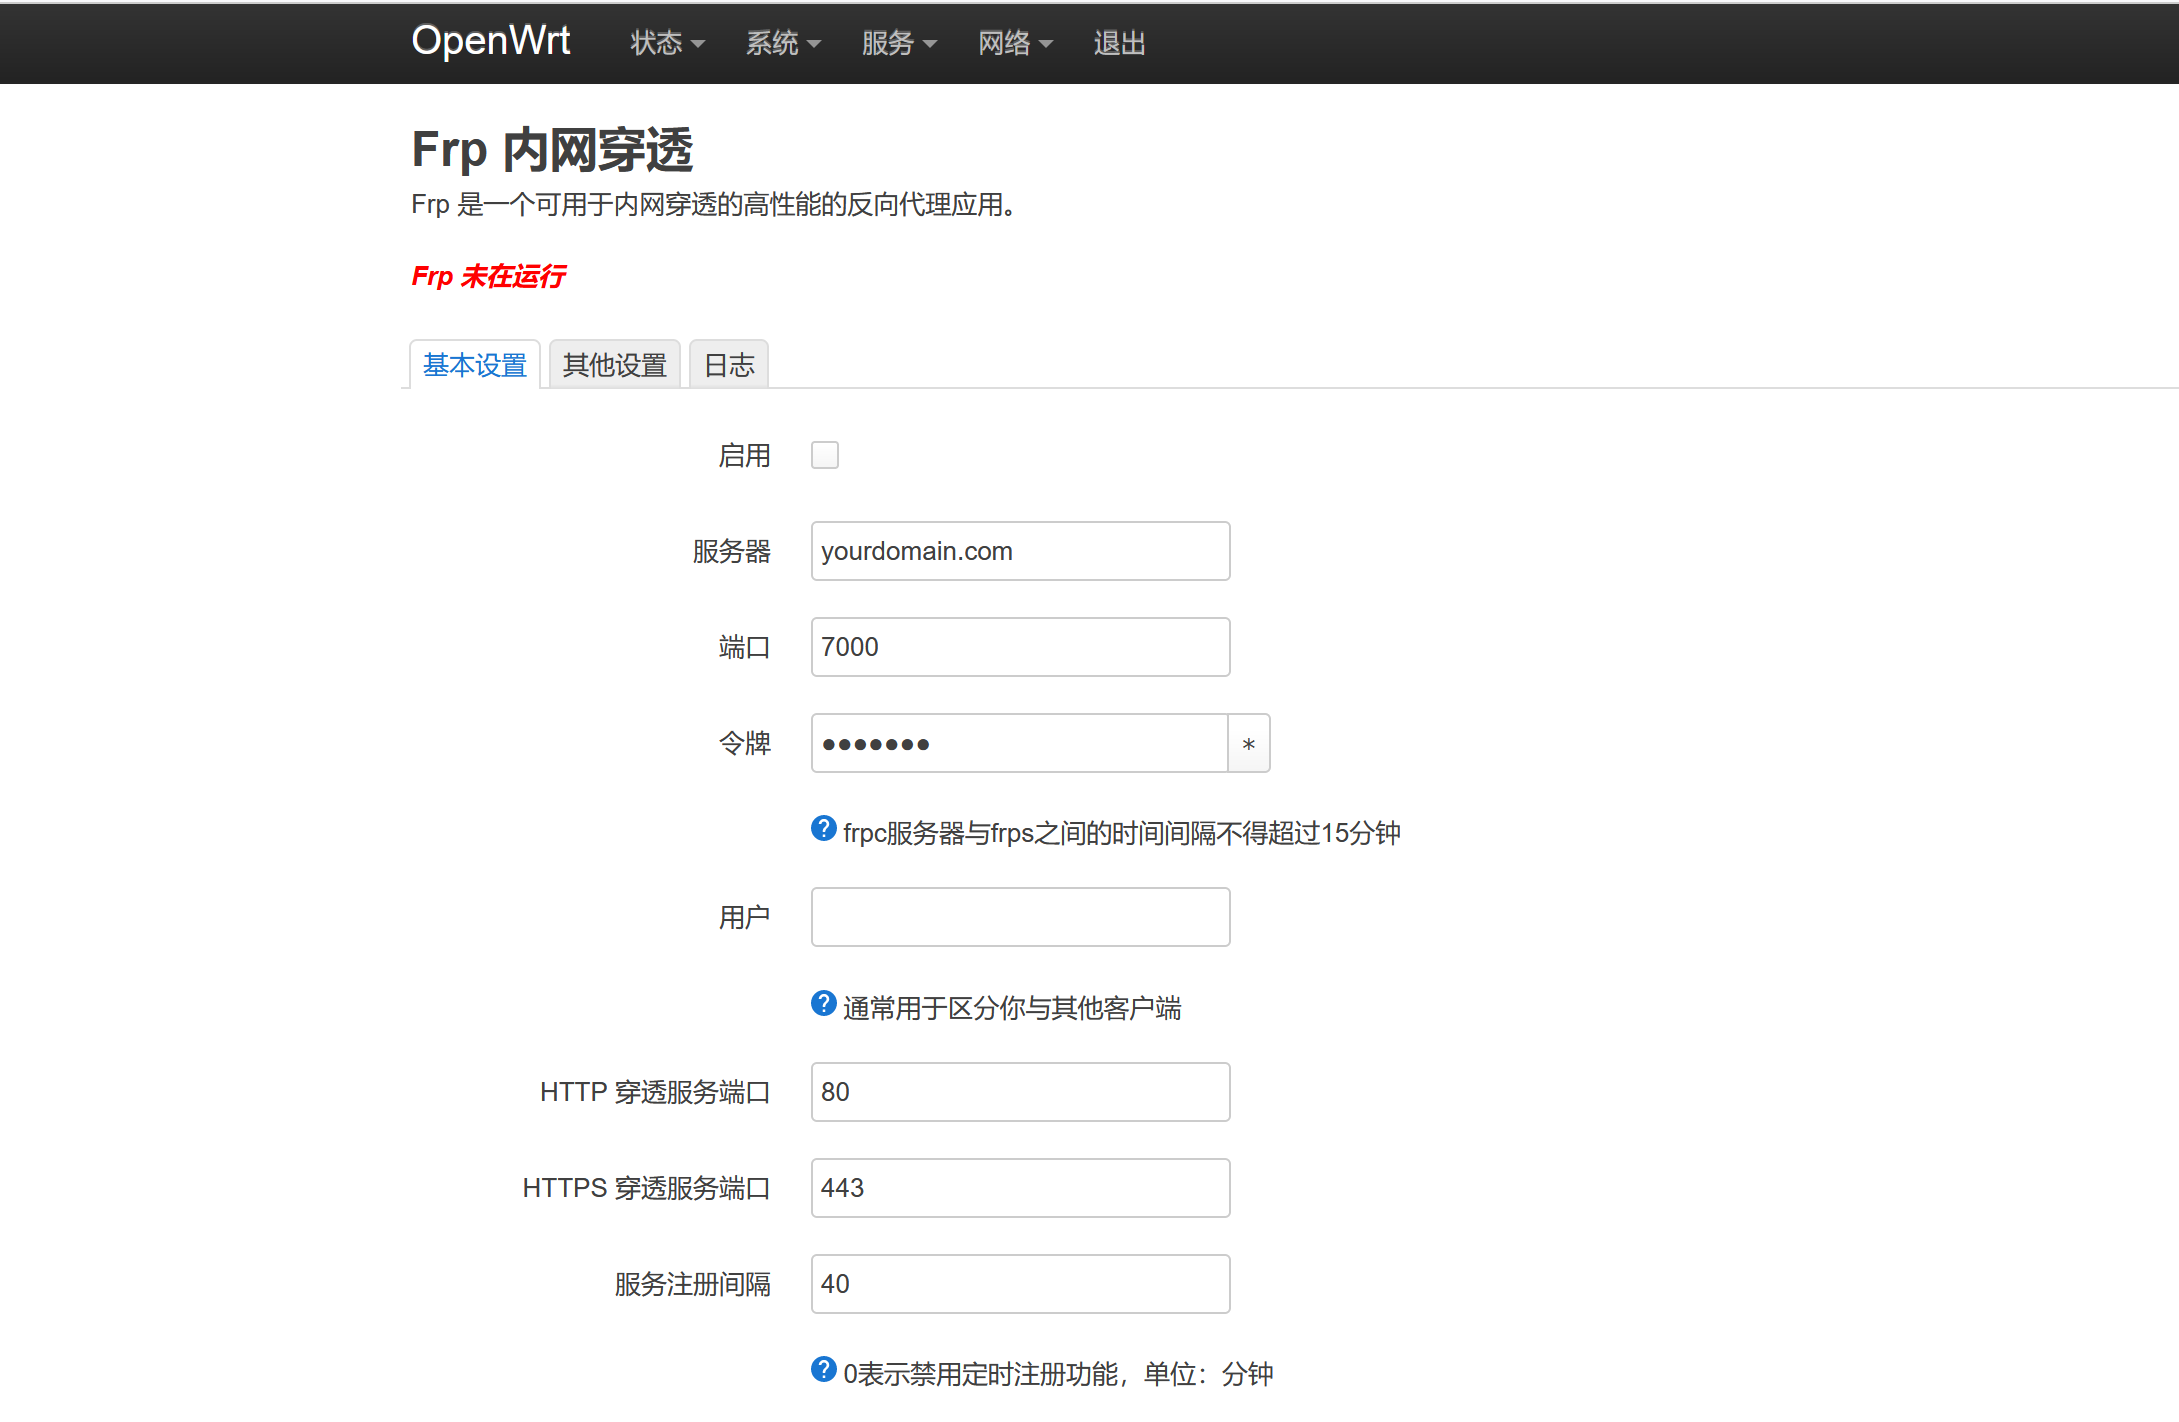 OpenWrt 状态 系统 服务 网络 退出
Frp 内网穿透
Frp 是一个可用于内网穿透的高性能的反向代理应用。
Frp 未在运行
基本设置 其他设置 日志
启用
服务器 yourdomain.com
端口 7000
令牌 ●●●●●●● *
frpc服务器与frps之间的时间间隔不得超过15分钟
用户
通常用于区分你与其他客户端
HTTP 穿透服务端口 80
HTTPS 穿透服务端口 443
服务注册间隔 40
0表示禁用定时注册功能，单位：分钟